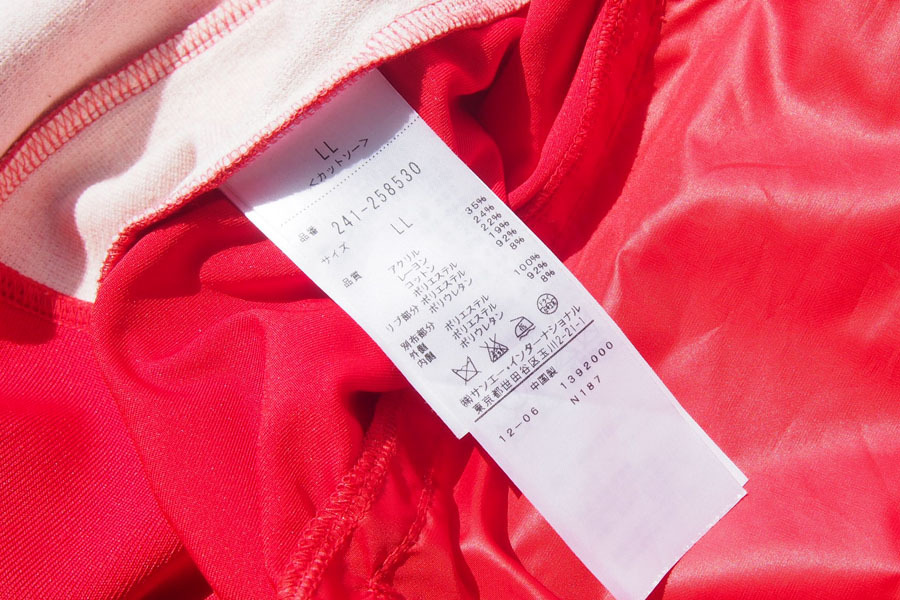 LL
<カットソー>
品番 241-258530
サイズ LL
品質 アクリル 35%
レーヨン 24%
コットン 22%
ポリエステル 19%
リブ部分 ポリエステル 92%
ポリウレタン 8%
別布部分
外側 ポリエステル 100%
内側 ポリエステル 92%
ポリウレタン 8%
㈱サンエー・インターナショナル
東京都世田谷区玉川2-21-1
中国製 1392000
12-06 N187